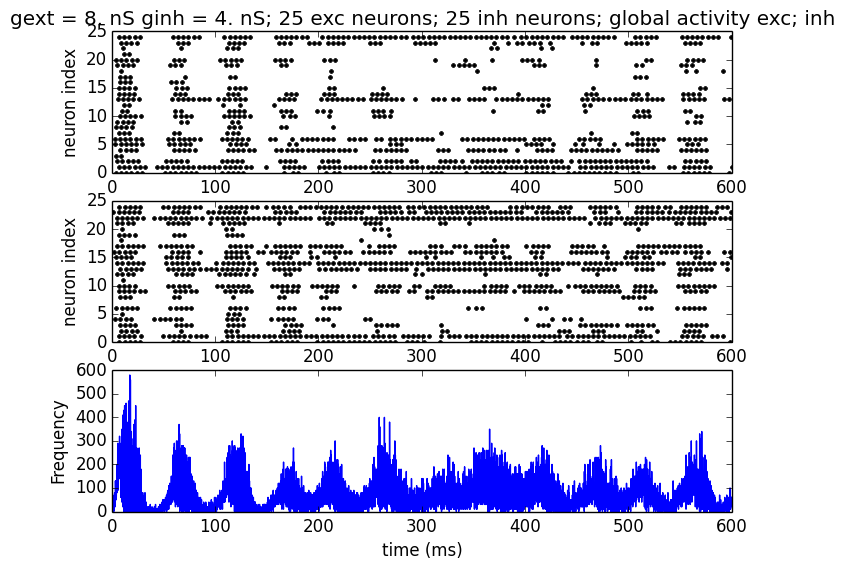 gext = 8. nS ginh = 4. nS; 25 exc neurons; 25 inh neurons; global activity exc; inh
25
20
15
10
5
0
neuron index
0 100 200 300 400 500 600
25
20
15
10
5
0
neuron index
0 100 200 300 400 500 600
600
500
400
300
200
100
0
Frequency
0 100 200 300 400 500 600
time (ms)